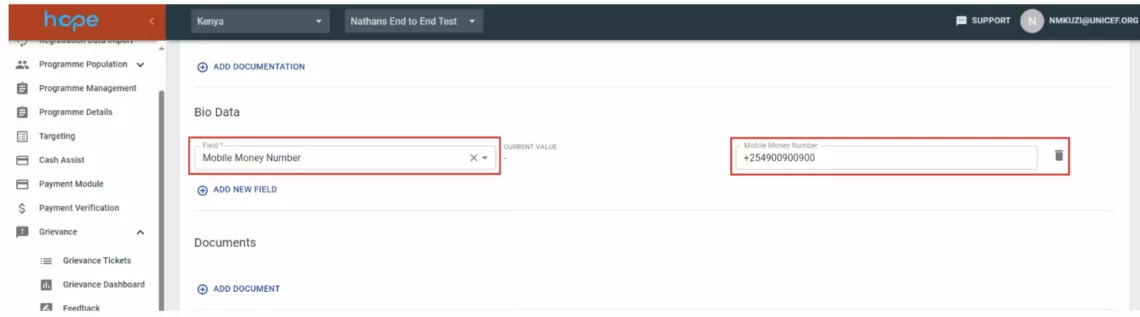 hope
Kenya
Nathans End to End Test
SUPPORT
N
NMKUZI@UNICEF.ORG
Registration Data Import
Programme Population
Programme Management
Programme Details
Targeting
Cash Assist
Payment Module
Payment Verification
Grievance
Grievance Tickets
Grievance Dashboard
Feedback
ADD DOCUMENTATION
Bio Data
Field *
Mobile Money Number
CURRENT VALUE
-
Mobile Money Number
+254900900900
ADD NEW FIELD
Documents
ADD DOCUMENT